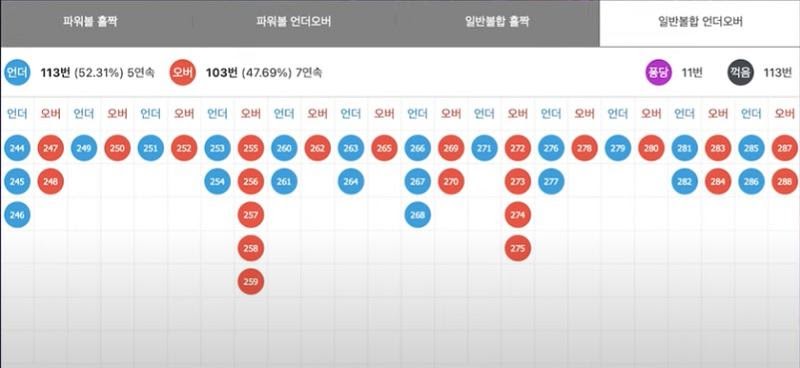 파워볼 홀짝 파워볼 언더오버 일반볼합 홀짝 일반볼합 언더오버
언더 113번 (52.31%) 5연속 오버 103번 (47.69%) 7연속 퐁당 11번 꺽음 113번
언더 오버 언더 오버 언더 오버 언더 오버 언더 오버 언더 오버 언더 오버 언더 오버 언더 오버 언더 오버 언더 오버 언더 오버
244 247 249 250 251 252 253 255 260 262 263 265 266 269 271 272 276 278 279 280 281 283 285 287
245 248 254 256 261 264 267 270 273 277 282 284 286 288
246 257 268 274
258 275
259